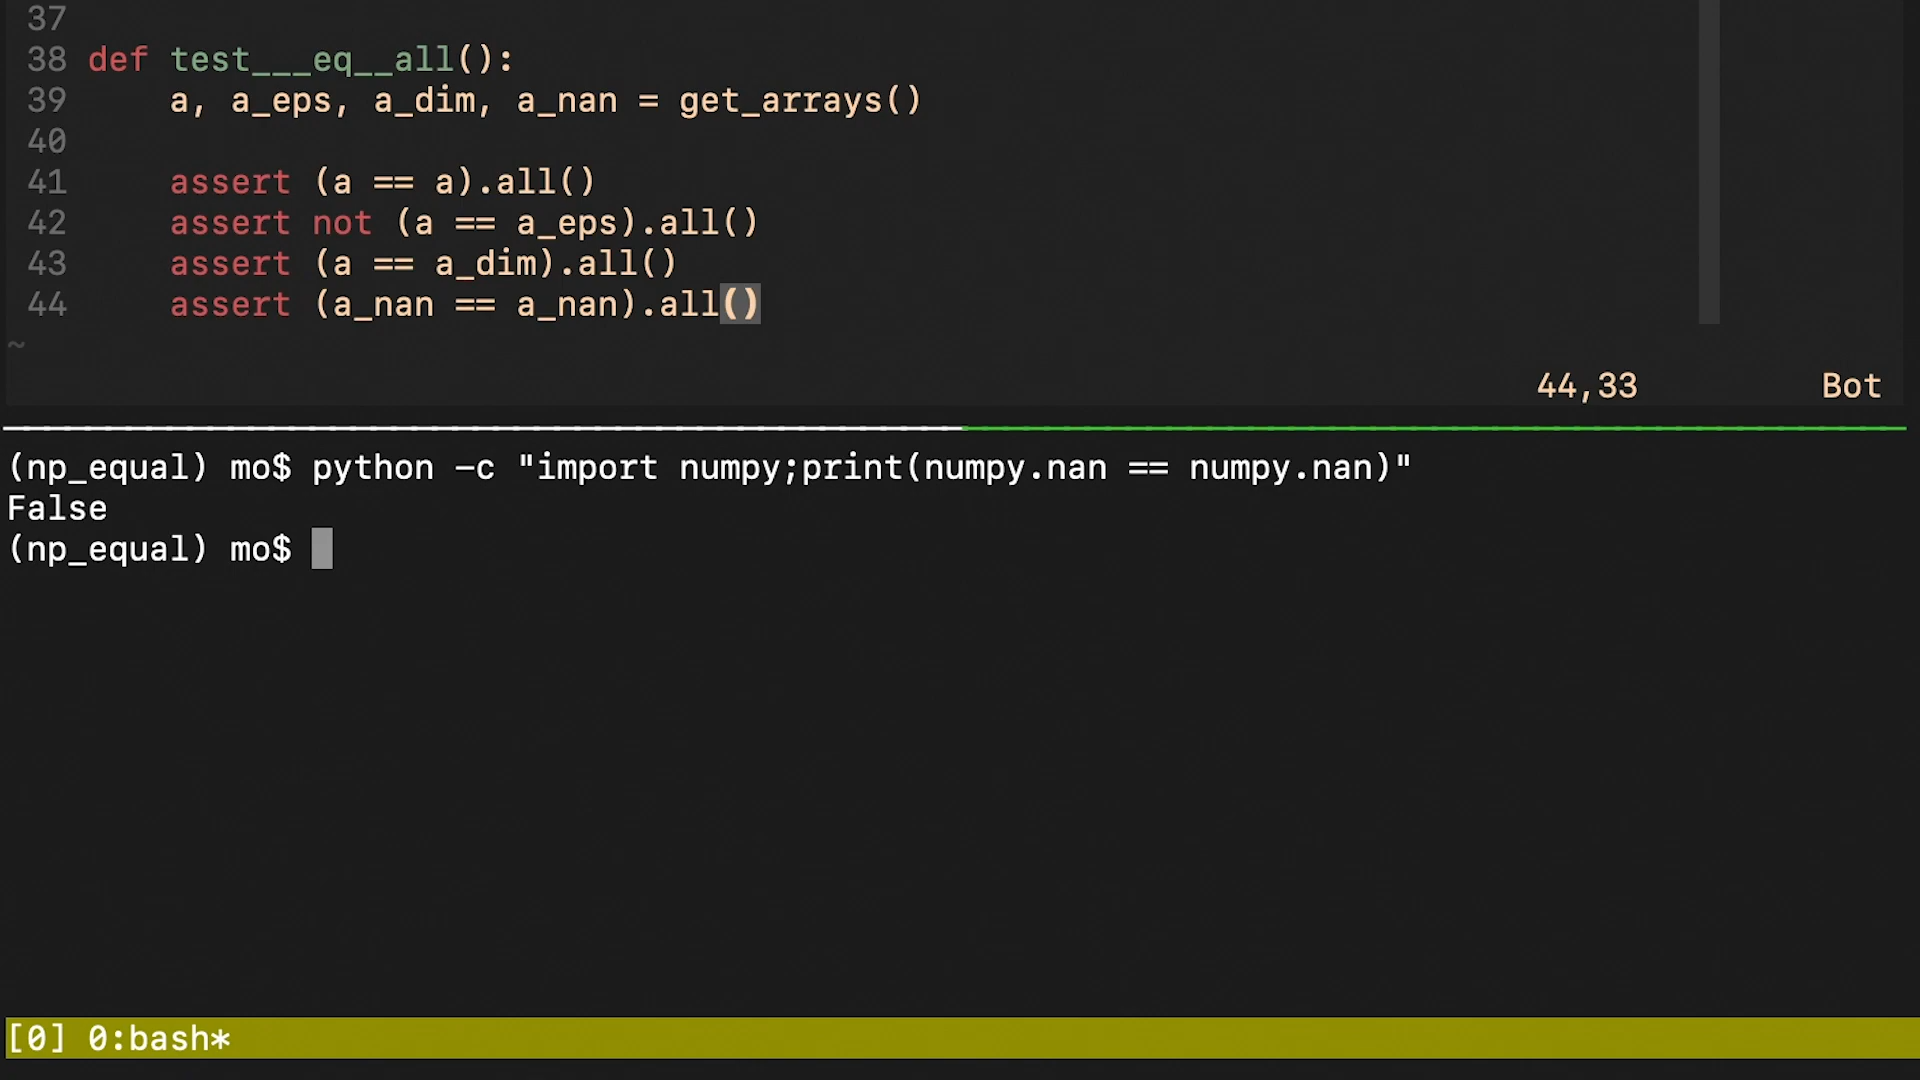 37
38 def test___eq__all():
39     a, a_eps, a_dim, a_nan = get_arrays()
40
41     assert (a == a).all()
42     assert not (a == a_eps).all()
43     assert (a == a_dim).all()
44     assert (a_nan == a_nan).all()
~
44,33 Bot
(np_equal) mo$ python -c "import numpy;print(numpy.nan == numpy.nan)"
False
(np_equal) mo$
[0] 0:bash*